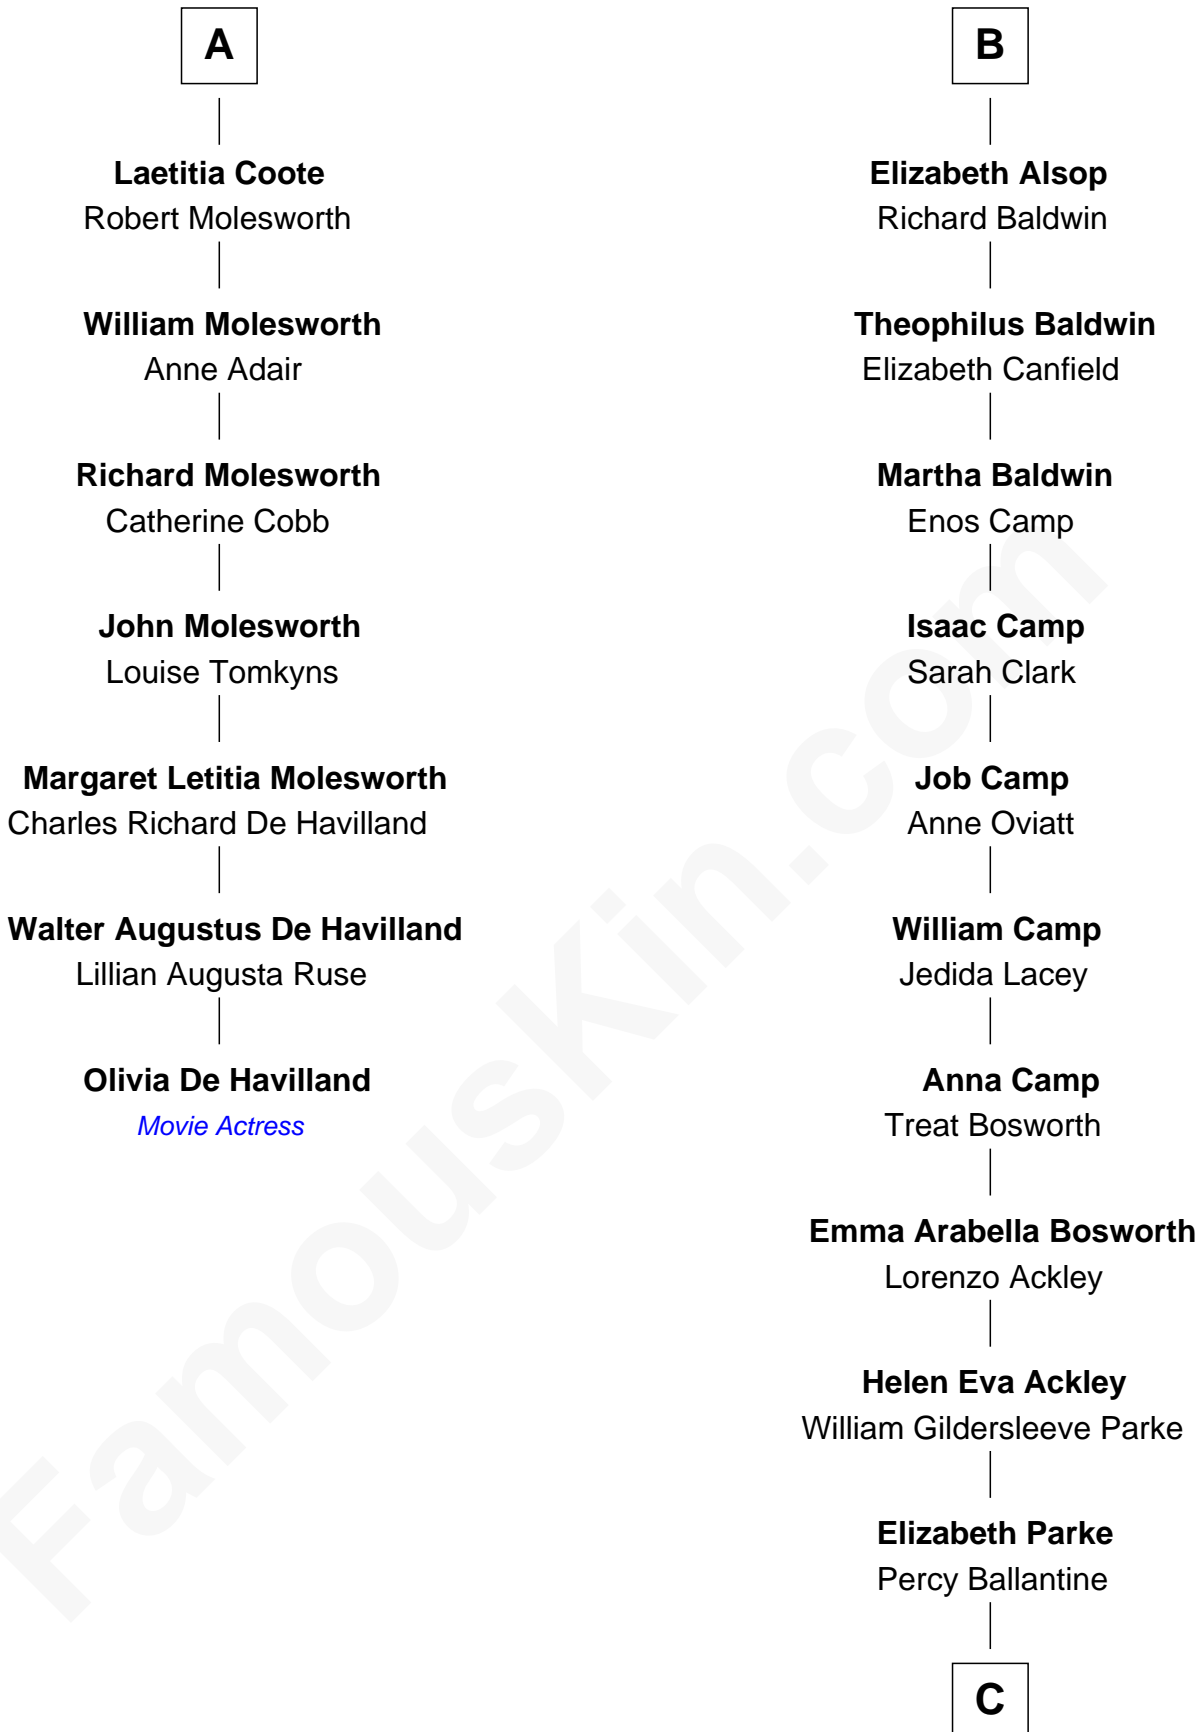 A
Laetitia Coote
Robert Molesworth
William Molesworth
Anne Adair
Richard Molesworth
Catherine Cobb
John Molesworth
Louise Tomkyns
Margaret Letitia Molesworth
Charles Richard De Havilland
Walter Augustus De Havilland
Lillian Augusta Ruse
Olivia De Havilland
Movie Actress
B
Elizabeth Alsop
Richard Baldwin
Theophilus Baldwin
Elizabeth Canfield
Martha Baldwin
Enos Camp
Isaac Camp
Sarah Clark
Job Camp
Anne Oviatt
William Camp
Jedida Lacey
Anna Camp
Treat Bosworth
Emma Arabella Bosworth
Lorenzo Ackley
Helen Eva Ackley
William Gildersleeve Parke
Elizabeth Parke
Percy Ballantine
C
FamousKin.com